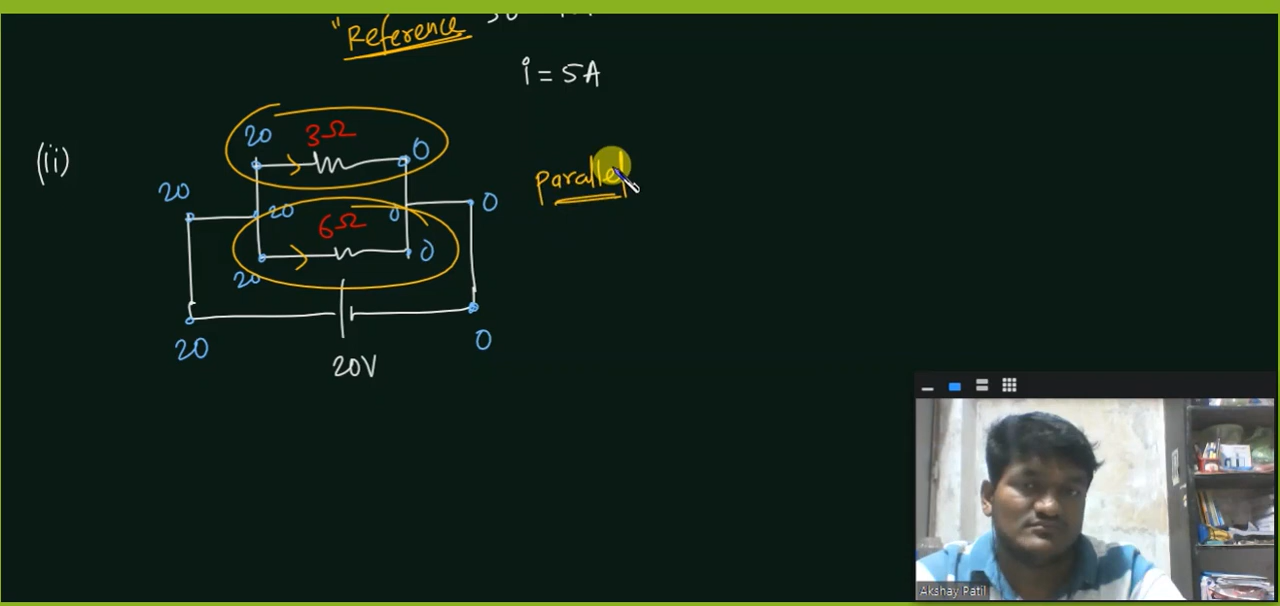 "Reference
i = 5A
(ii)
20 3Ω 0
parallel
20 20 0 0
6Ω
20 0
20 0
20V
Akshay Patil